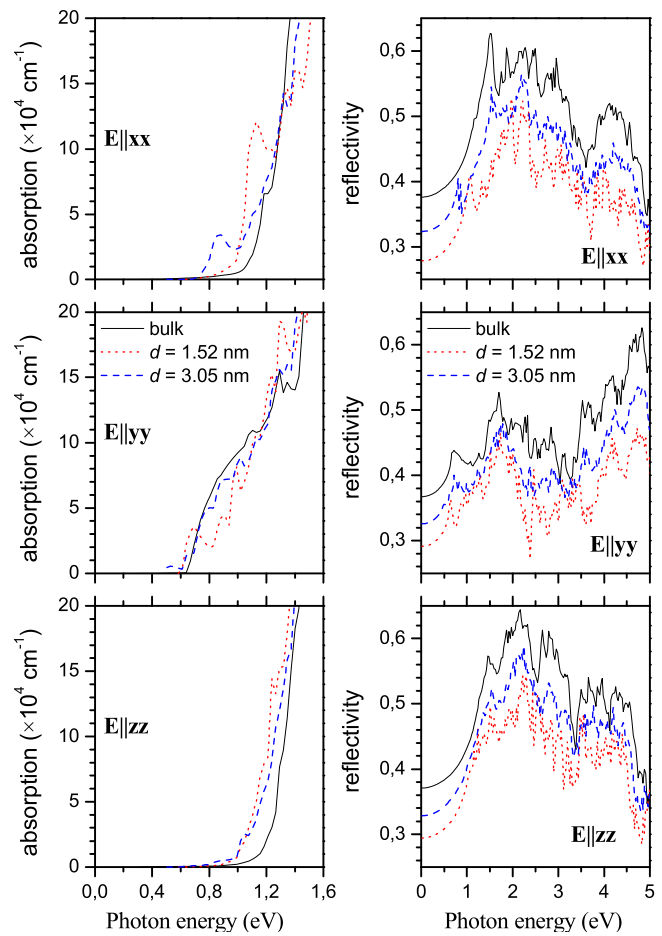 20
15
10
5
0
absorption (×10⁴ cm⁻¹)
E||xx
0,6
0,5
0,4
0,3
reflectivity
E||xx
20
15
10
5
0
absorption (×10⁴ cm⁻¹)
bulk
d = 1.52 nm
d = 3.05 nm
E||yy
0,6
0,5
0,4
0,3
reflectivity
bulk
d = 1.52 nm
d = 3.05 nm
E||yy
20
15
10
5
0
absorption (×10⁴ cm⁻¹)
E||zz
0,0 0,4 0,8 1,2 1,6
Photon energy (eV)
0,6
0,5
0,4
0,3
reflectivity
E||zz
0 1 2 3 4 5
Photon energy (eV)